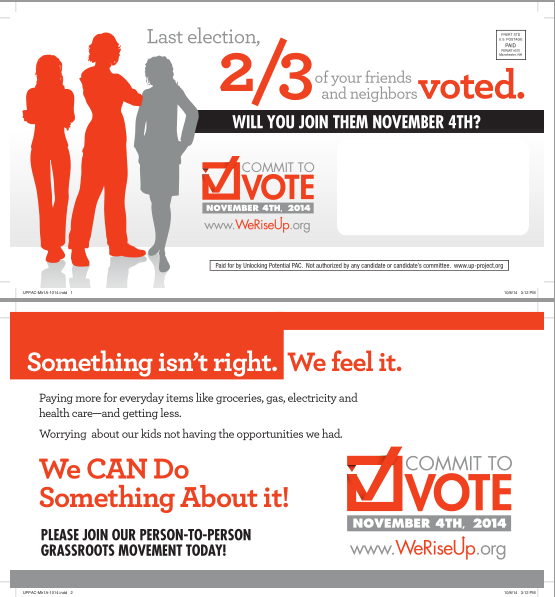 Last election,
2/3 of your friends
and neighbors voted.
WILL YOU JOIN THEM NOVEMBER 4TH?
PRSRT STD
U.S. POSTAGE
PAID
COMMIT TO
VOTE
NOVEMBER 4TH, 2014
www.WeRiseUp.org
Paid for by Unlocking Potential PAC. Not authorized by any candidate or candidate's committee. www.up-project.org
Something isn't right. We feel it.
Paying more for everyday items like groceries, gas, electricity and
health care—and getting less.
Worrying about our kids not having the opportunities we had.
We CAN Do
Something About it!
PLEASE JOIN OUR PERSON-TO-PERSON
GRASSROOTS MOVEMENT TODAY!
COMMIT TO
VOTE
NOVEMBER 4TH, 2014
www.WeRiseUp.org